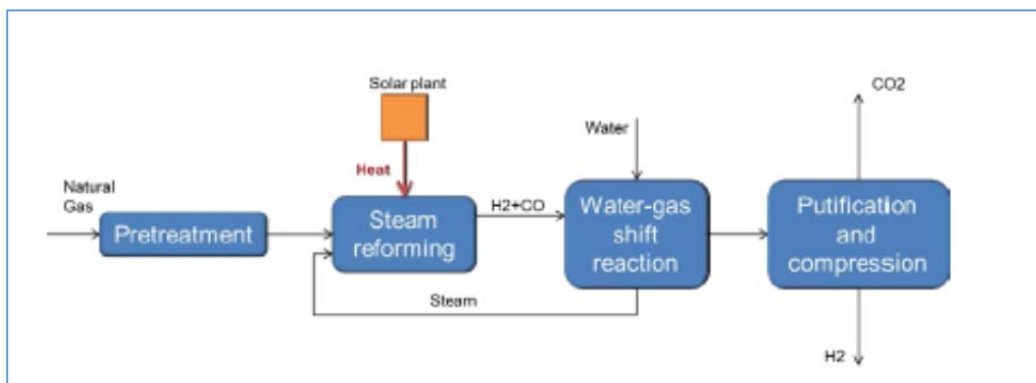 Solar plant
Heat
Natural
Gas
Pretreatment
Steam
reforming
H2+CO
Water
Water-gas
shift
reaction
Steam
Putification
and
compression
CO2
H2